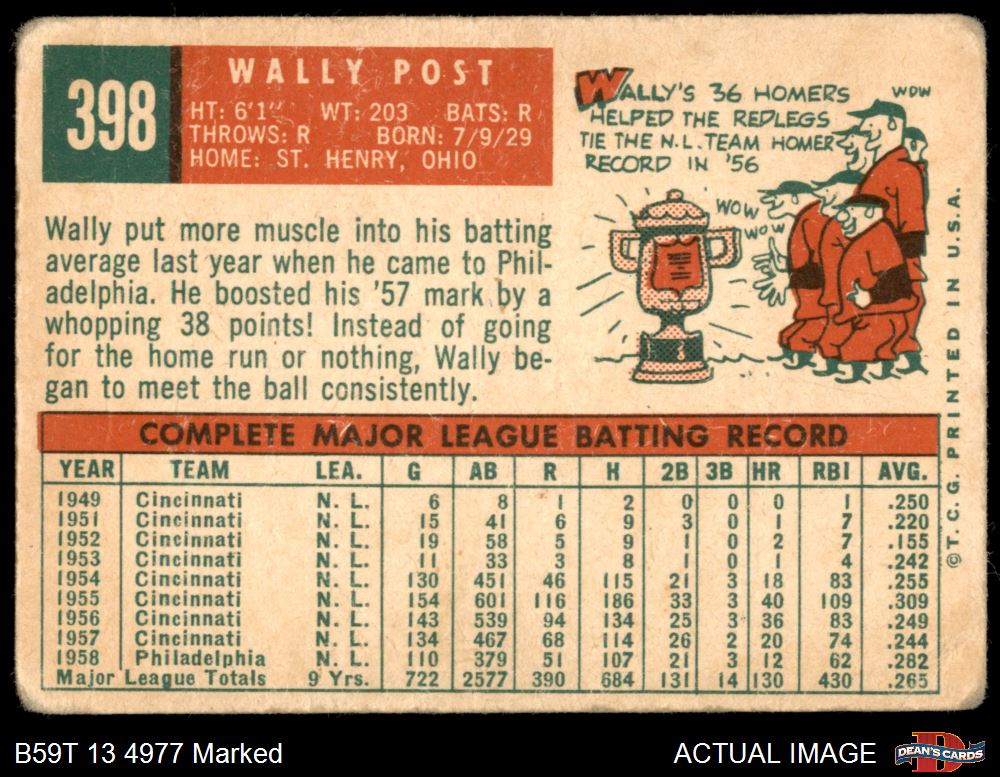 398
WALLY POST
HT: 6'1" WT: 203 BATS: R
THROWS: R BORN: 7/9/29
HOME: ST. HENRY, OHIO
WALLY'S 36 HOMERS
HELPED THE REDLEGS
TIE THE N.L. TEAM HOMER
RECORD IN '56
WOW
WOW
WOW
Wally put more muscle into his batting
average last year when he came to Phil-
adelphia. He boosted his '57 mark by a
whopping 38 points! Instead of going
for the home run or nothing, Wally be-
gan to meet the ball consistently.
COMPLETE MAJOR LEAGUE BATTING RECORD
YEAR TEAM LEA. G AB R H 2B 3B HR RBI AVG.
1949 Cincinnati N. L. 6 8 1 2 0 0 0 1 .250
1951 Cincinnati N. L. 15 41 6 9 3 0 1 7 .220
1952 Cincinnati N. L. 19 58 5 9 1 0 2 7 .155
1953 Cincinnati N. L. 11 33 3 8 1 0 1 4 .242
1954 Cincinnati N. L. 130 451 46 115 21 3 18 83 .255
1955 Cincinnati N. L. 154 601 116 186 33 3 40 109 .309
1956 Cincinnati N. L. 143 539 94 134 25 3 36 83 .249
1957 Cincinnati N. L. 134 467 68 114 26 2 20 74 .244
1958 Philadelphia N. L. 110 379 51 107 21 3 12 62 .282
Major League Totals 9 Yrs. 722 2577 390 684 131 14 130 430 .265
©T.C.G. PRINTED IN U.S.A.
B59T 13 4977 Marked
ACTUAL IMAGE
D
DEAN'S CARDS